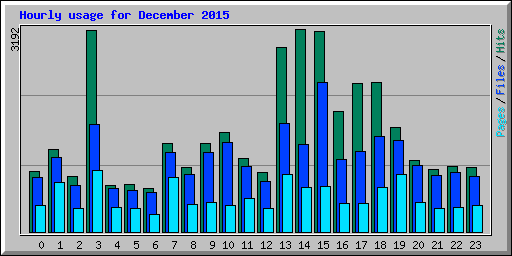 Hourly usage for December 2015
3192
Pages/Files/Hits
0 1 2 3 4 5 6 7 8 9 10 11 12 13 14 15 16 17 18 19 20 21 22 23